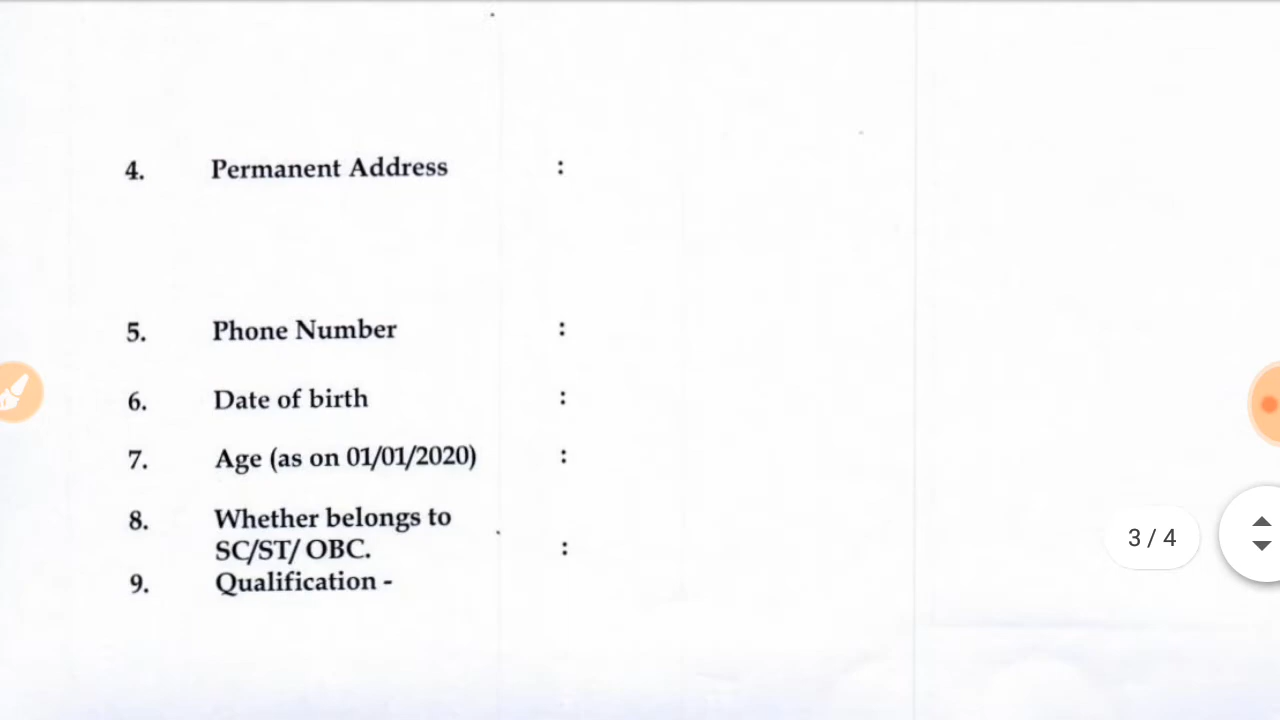 4. Permanent Address :
5. Phone Number :
6. Date of birth :
7. Age (as on 01/01/2020) :
8. Whether belongs to
SC/ST/ OBC. :
9. Qualification -
3 / 4